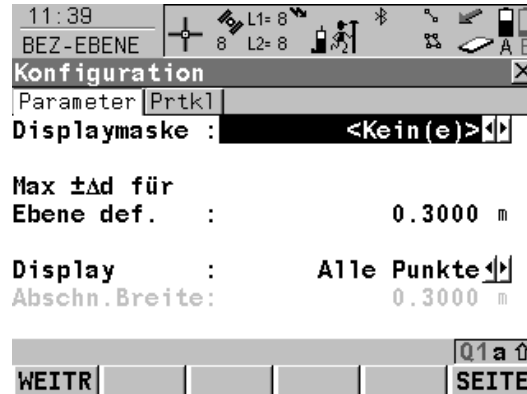 11:39
BEZ-EBENE
L1= 8
8 L2= 8
A B
Konfiguration
Parameter Prtkl
Displaymaske : <Kein(e)>
Max ±Δd für
Ebene def. : 0.3000 m
Display : Alle Punkte
Abschn.Breite: 0.3000 m
Q1 a
WEITR SEITE